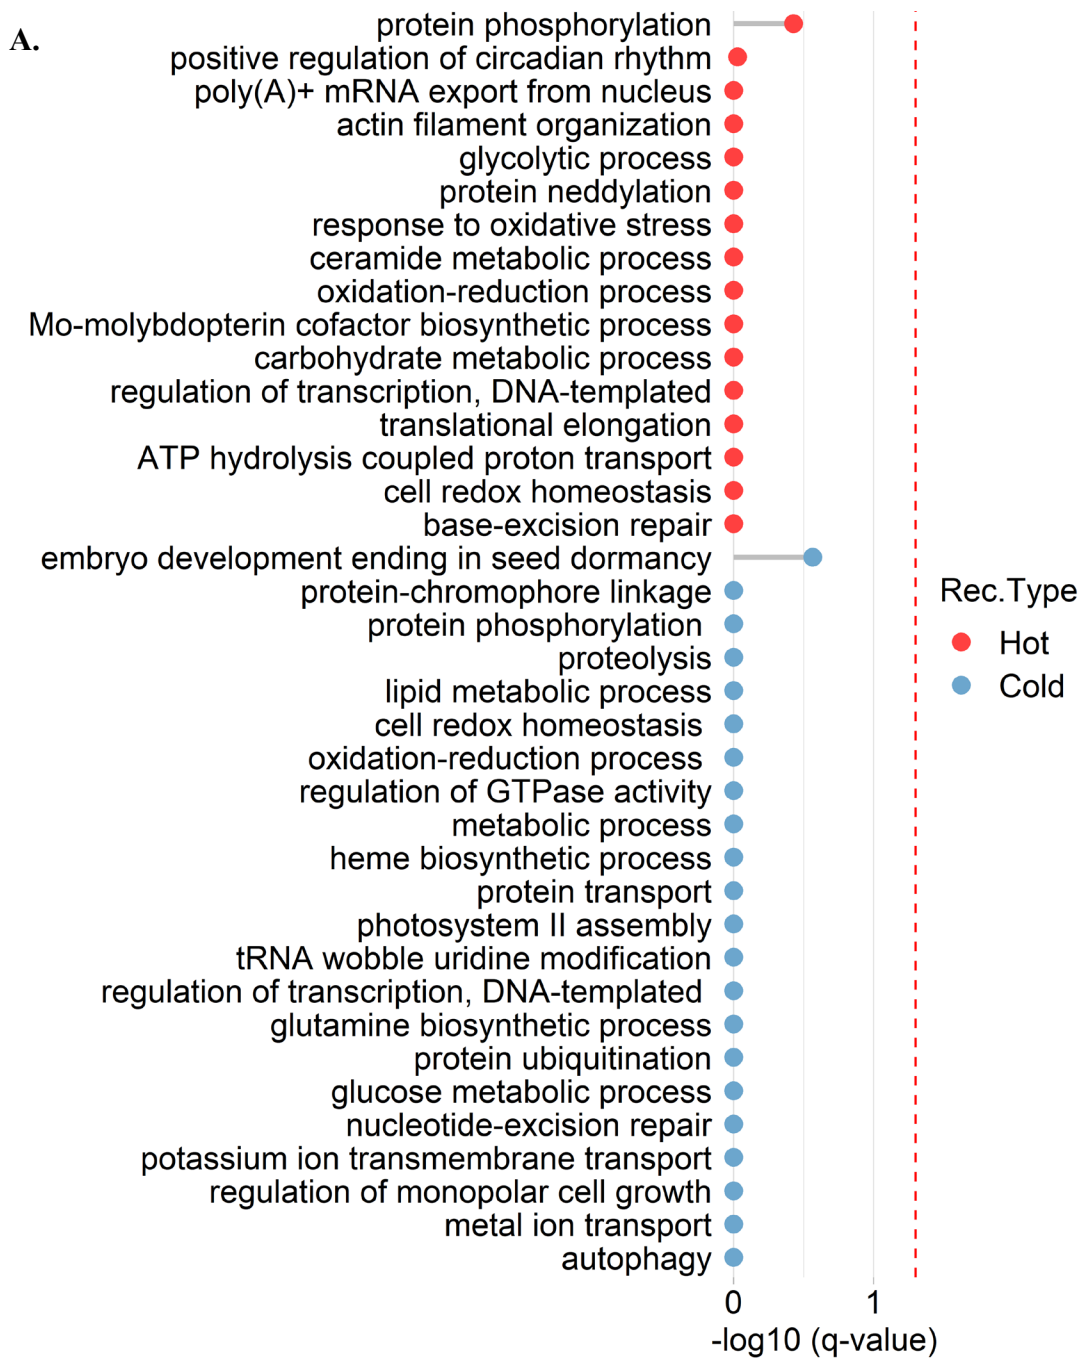 A.
protein phosphorylation
positive regulation of circadian rhythm
poly(A)+ mRNA export from nucleus
actin filament organization
glycolytic process
protein neddylation
response to oxidative stress
ceramide metabolic process
oxidation-reduction process
Mo-molybdopterin cofactor biosynthetic process
carbohydrate metabolic process
regulation of transcription, DNA-templated
translational elongation
ATP hydrolysis coupled proton transport
cell redox homeostasis
base-excision repair
embryo development ending in seed dormancy
protein-chromophore linkage
protein phosphorylation
proteolysis
lipid metabolic process
cell redox homeostasis
oxidation-reduction process
regulation of GTPase activity
metabolic process
heme biosynthetic process
protein transport
photosystem II assembly
tRNA wobble uridine modification
regulation of transcription, DNA-templated
glutamine biosynthetic process
protein ubiquitination
glucose metabolic process
nucleotide-excision repair
potassium ion transmembrane transport
regulation of monopolar cell growth
metal ion transport
autophagy
0 1
-log10 (q-value)
Rec.Type
Hot
Cold